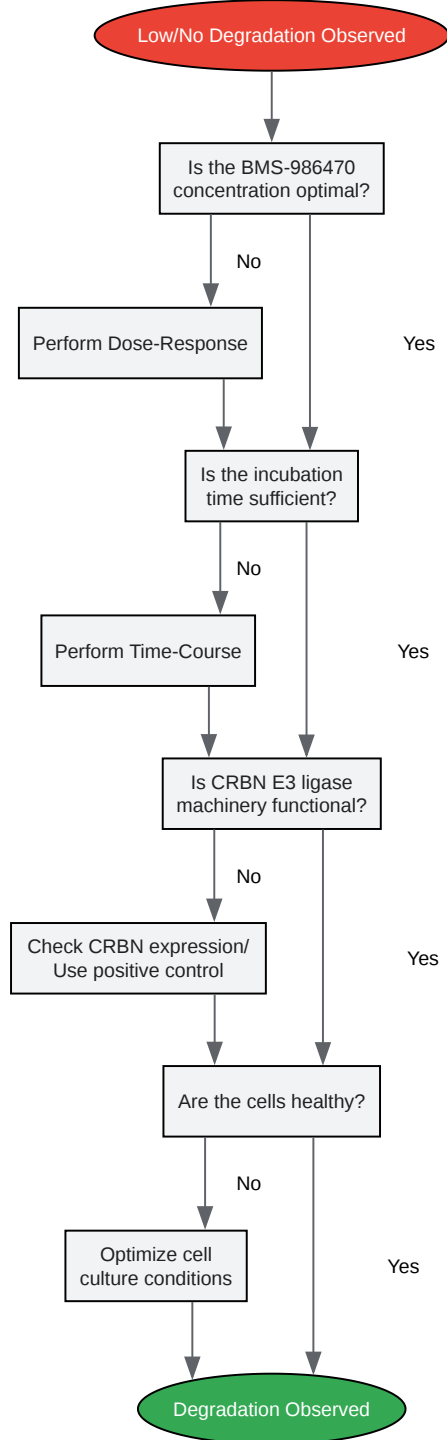 Low/No Degradation Observed
Is the BMS-986470
concentration optimal?
No
Perform Dose-Response
Yes
Is the incubation
time sufficient?
No
Perform Time-Course
Yes
Is CRBN E3 ligase
machinery functional?
No
Check CRBN expression/
Use positive control
Yes
Are the cells healthy?
No
Optimize cell
culture conditions
Yes
Degradation Observed